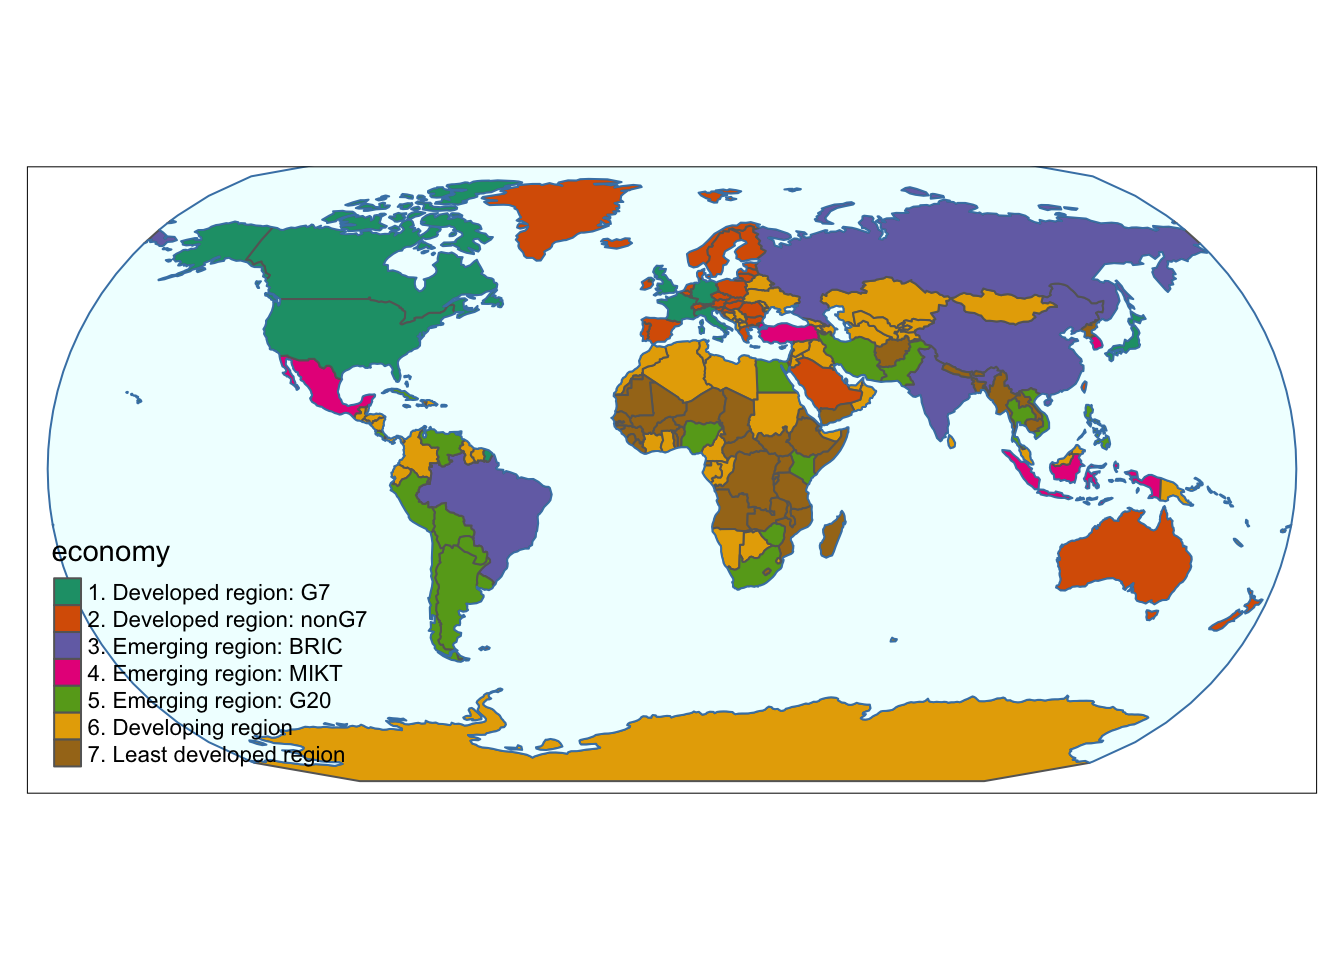 economy
1. Developed region: G7
2. Developed region: nonG7
3. Emerging region: BRIC
4. Emerging region: MIKT
5. Emerging region: G20
6. Developing region
7. Least developed region